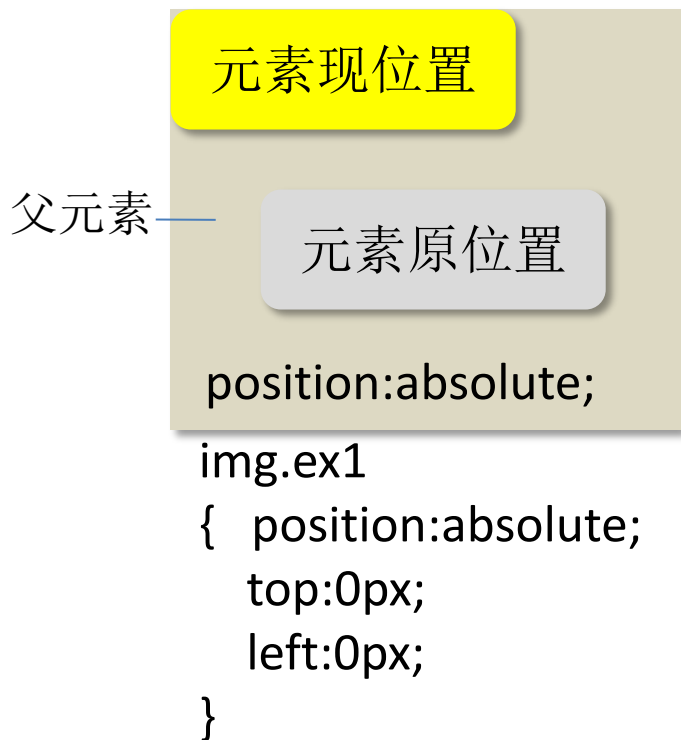 元素现位置
父元素
元素原位置
position:absolute;
img.ex1
{ position:absolute;
top:0px;
left:0px;
}